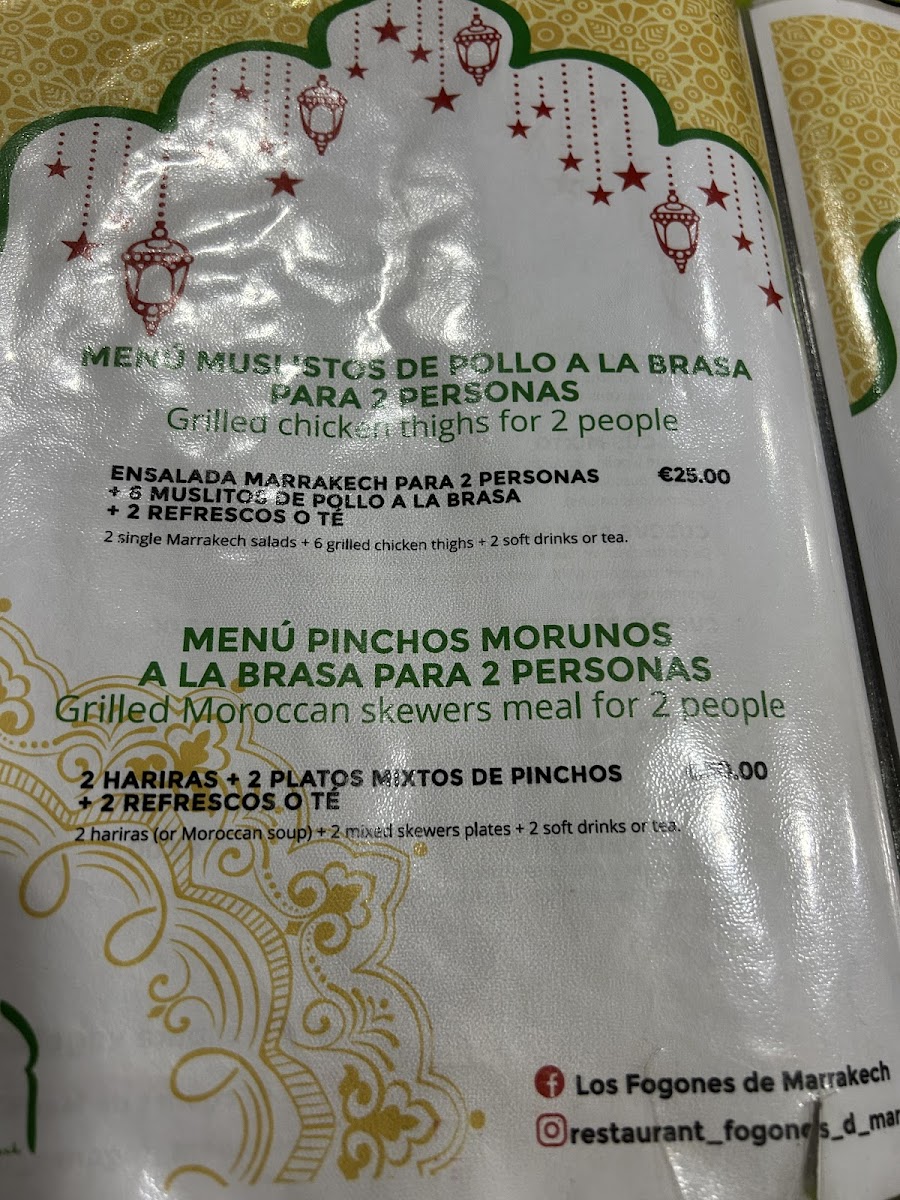 MENÚ MUSLISTOS DE POLLO A LA BRASA
PARA 2 PERSONAS
Grilled chicken thighs for 2 people
ENSALADA MARRAKECH PARA 2 PERSONAS €25.00
+ 6 MUSLITOS DE POLLO A LA BRASA
+ 2 REFRESCOS O TÉ
2 single Marrakech salads + 6 grilled chicken thighs + 2 soft drinks or tea.
MENÚ PINCHOS MORUNOS
A LA BRASA PARA 2 PERSONAS
Grilled Moroccan skewers meal for 2 people
2 HARIRAS + 2 PLATOS MIXTOS DE PINCHOS
+ 2 REFRESCOS O TÉ
2 hariras (or Moroccan soup) + 2 mixed skewers plates + 2 soft drinks or tea.
Los Fogones de Marrakech
restaurant_fogones_d_mar